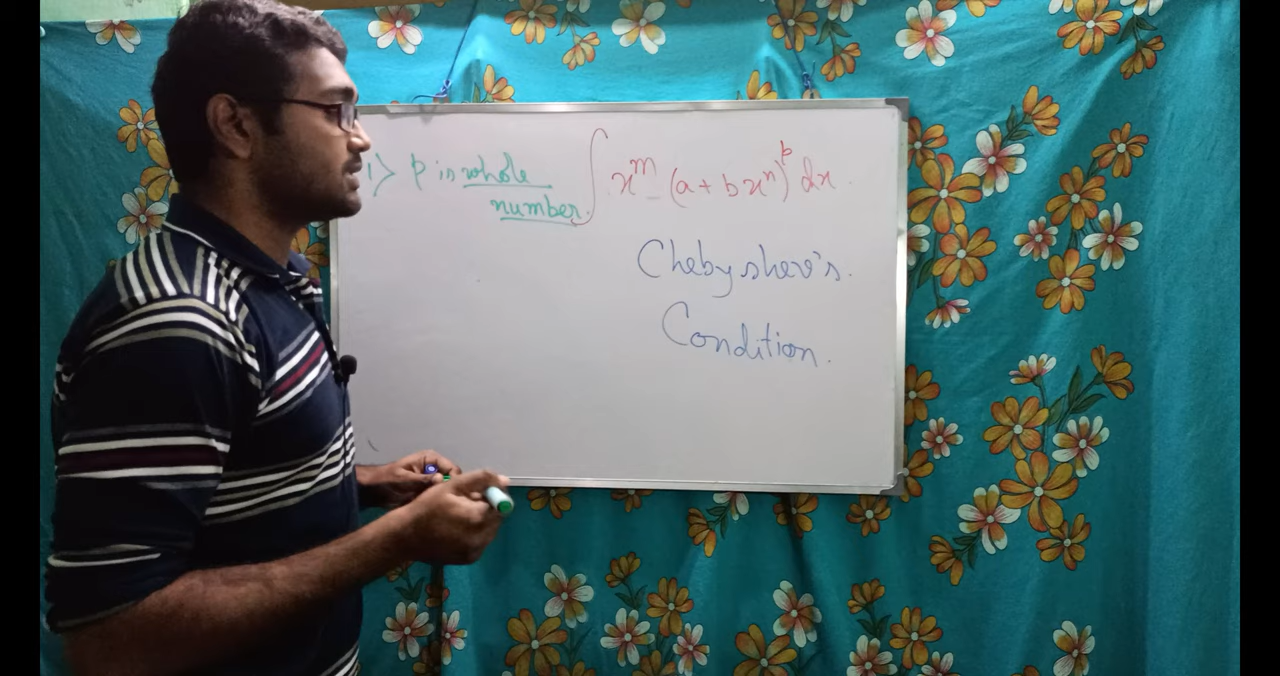 1> p is whole
number.
∫ x^m (a + bx^n)^p dx.
Chebyshev's.
Condition.